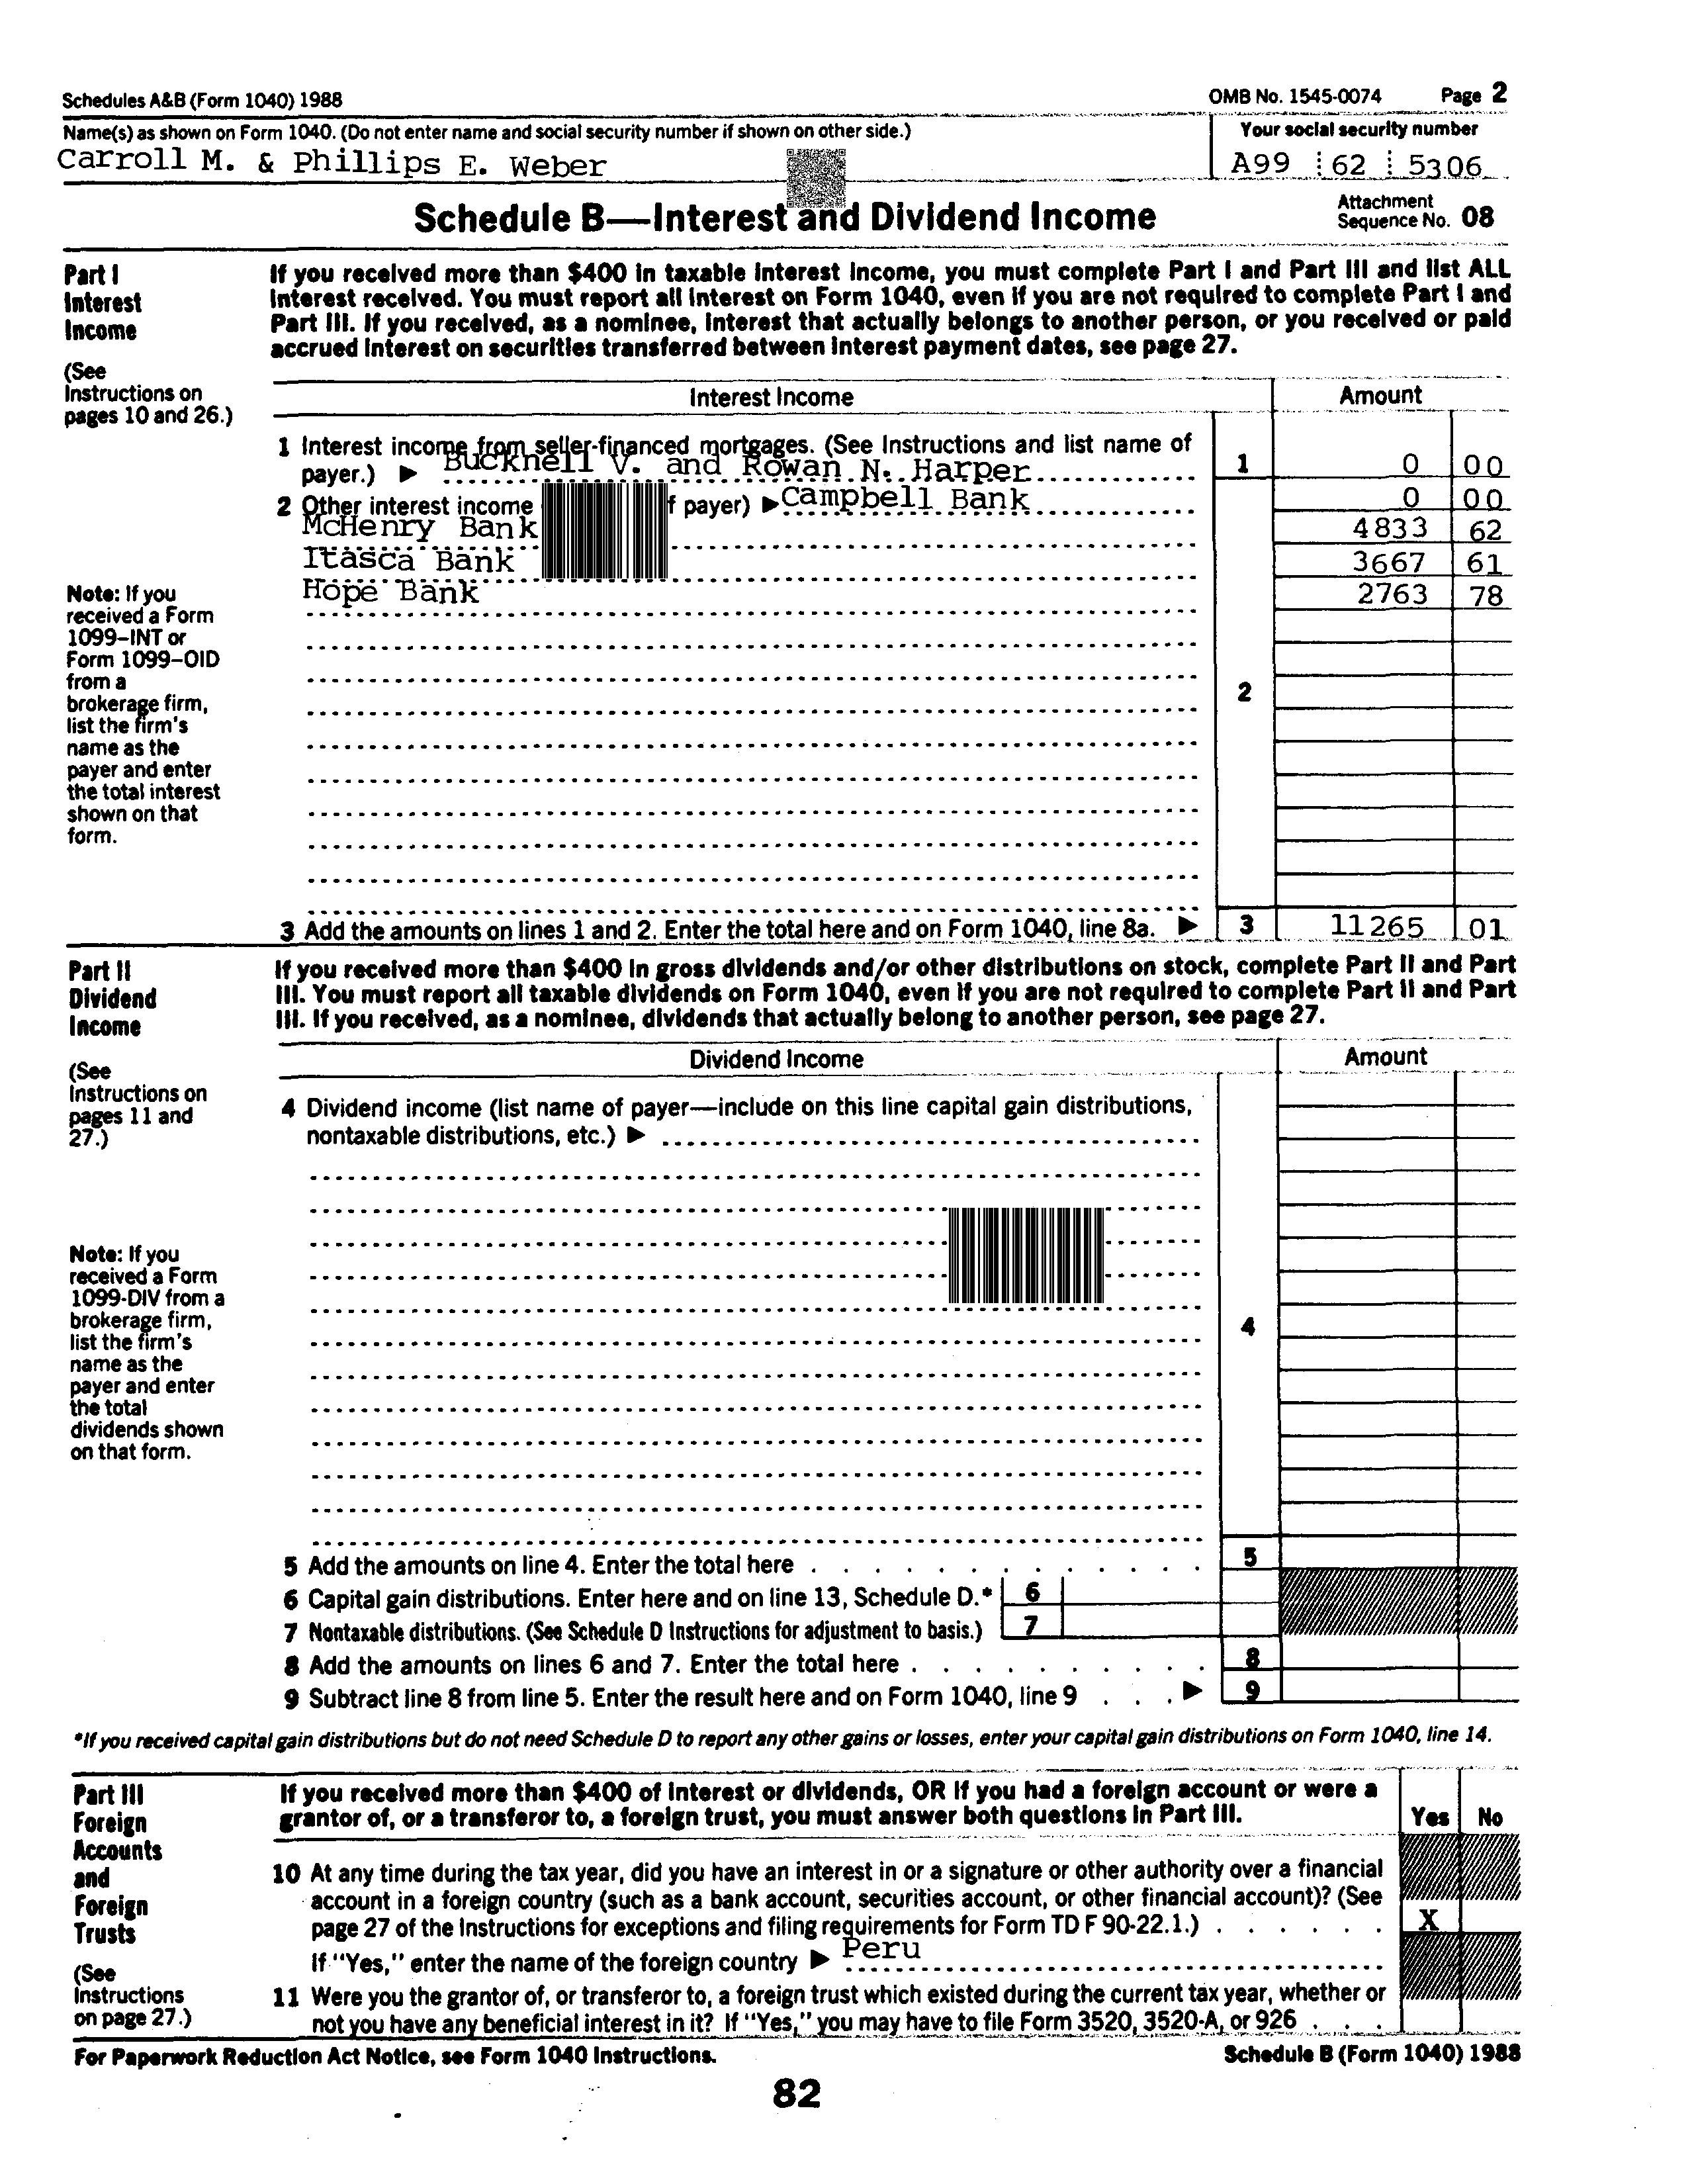 Schedules A&B (Form 1040) 1988 OMB No. 1545-0074 Page 2
Name(s) as shown on Form 1040. (Do not enter name and social security number if shown on other side.) Your social security number
Carroll M. & Phillips E. Weber A99 62 5306
Schedule B—Interest and Dividend Income
Attachment
Sequence No. 08
Part I
Interest
Income
(See
Instructions on
pages 10 and 26.)
If you received more than $400 in taxable interest income, you must complete Part I and Part III and list ALL
interest received. You must report all interest on Form 1040, even if you are not required to complete Part I and
Part III. If you received, as a nominee, interest that actually belongs to another person, or you received or paid
accrued interest on securities transferred between interest payment dates, see page 27.
Interest Income Amount
1 Interest income from seller-financed mortgages. (See Instructions and list name of
payer.) ▶ Bucknell V. and Rowan N. Harper 1 0 00
2 Other interest income f payer) ▶ Campbell Bank 0 00
McHenry Bank 4833 62
Itasca Bank 3667 61
Hope Bank 2763 78
Note: If you
received a Form
1099–INT or
Form 1099–OID
from a
brokerage firm,
list the firm's
name as the
payer and enter
the total interest
shown on that
form.
2
3 Add the amounts on lines 1 and 2. Enter the total here and on Form 1040, line 8a. ▶ 3 11265 01
Part II
Dividend
Income
(See
Instructions on
pages 11 and
27.)
If you received more than $400 in gross dividends and/or other distributions on stock, complete Part II and Part
III. You must report all taxable dividends on Form 1040, even if you are not required to complete Part II and Part
III. If you received, as a nominee, dividends that actually belong to another person, see page 27.
Dividend Income Amount
4 Dividend income (list name of payer—include on this line capital gain distributions,
nontaxable distributions, etc.) ▶
Note: If you
received a Form
1099-DIV from a
brokerage firm,
list the firm's
name as the
payer and enter
the total
dividends shown
on that form.
4
5 Add the amounts on line 4. Enter the total here 5
6 Capital gain distributions. Enter here and on line 13, Schedule D.* 6
7 Nontaxable distributions. (See Schedule D Instructions for adjustment to basis.) 7
8 Add the amounts on lines 6 and 7. Enter the total here 8
9 Subtract line 8 from line 5. Enter the result here and on Form 1040, line 9 ▶ 9
*If you received capital gain distributions but do not need Schedule D to report any other gains or losses, enter your capital gain distributions on Form 1040, line 14.
Part III
Foreign
Accounts
and
Foreign
Trusts
(See
Instructions
on page 27.)
If you received more than $400 of interest or dividends, OR if you had a foreign account or were a
grantor of, or a transferor to, a foreign trust, you must answer both questions in Part III. Yes No
10 At any time during the tax year, did you have an interest in or a signature or other authority over a financial
account in a foreign country (such as a bank account, securities account, or other financial account)? (See
page 27 of the Instructions for exceptions and filing requirements for Form TD F 90-22.1.) X
If "Yes," enter the name of the foreign country ▶ Peru
11 Were you the grantor of, or transferor to, a foreign trust which existed during the current tax year, whether or
not you have any beneficial interest in it? If "Yes," you may have to file Form 3520, 3520-A, or 926
For Paperwork Reduction Act Notice, see Form 1040 Instructions. Schedule B (Form 1040) 1988
82